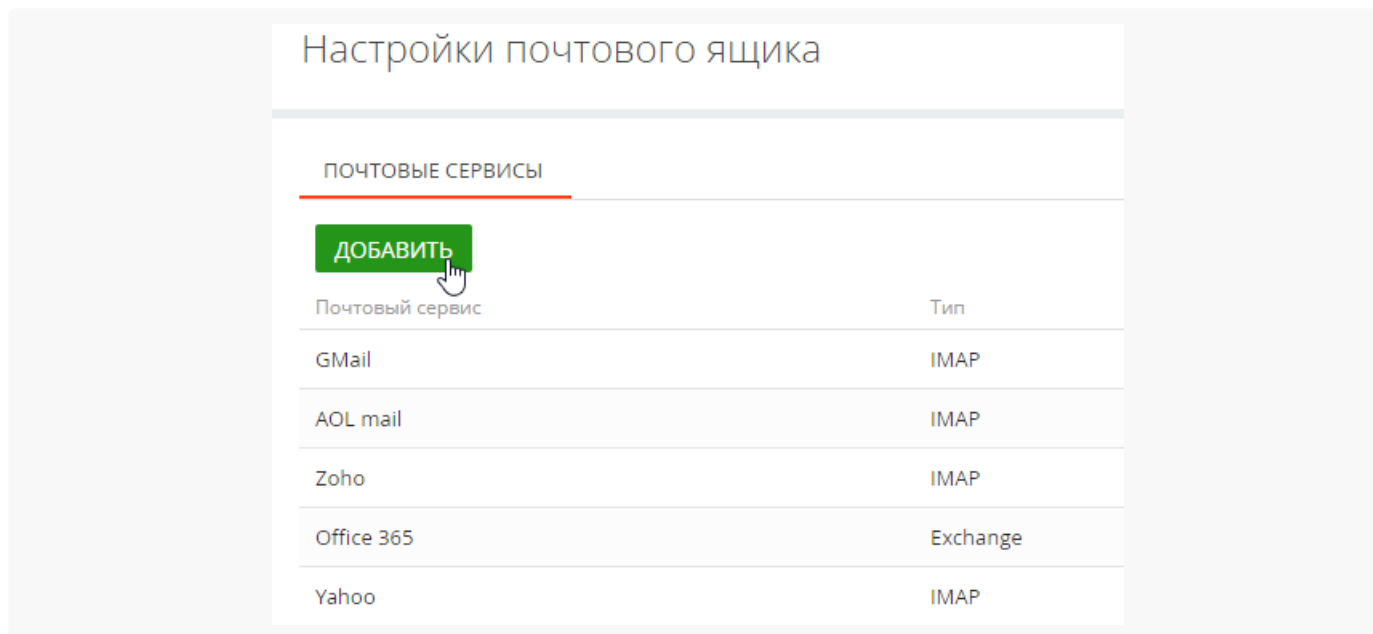 Настройки почтового ящика
ПОЧТОВЫЕ СЕРВИСЫ
ДОБАВИТЬ
Почтовый сервис Тип
GMail IMAP
AOL mail IMAP
Zoho IMAP
Office 365 Exchange
Yahoo IMAP